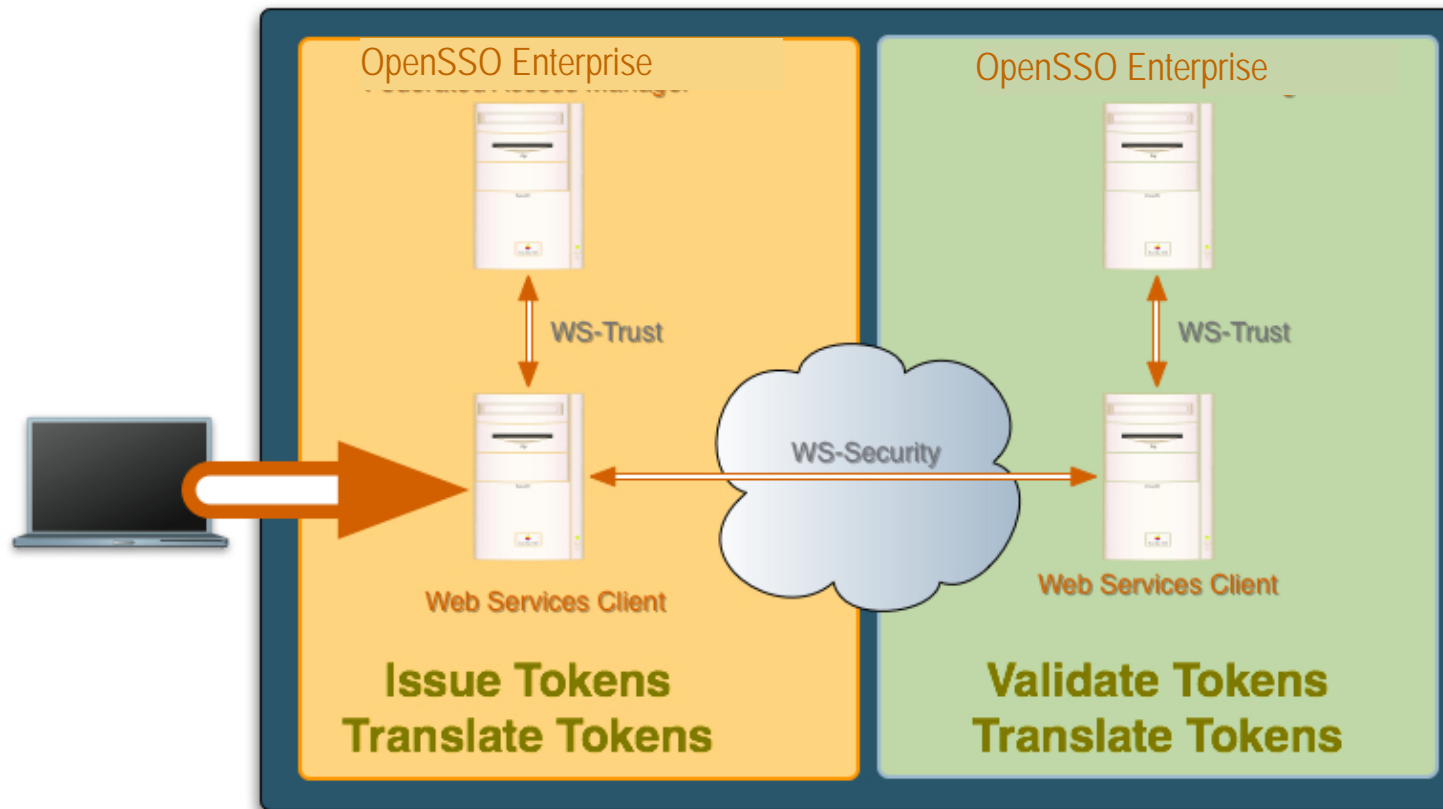 OpenSSO Enterprise
OpenSSO Enterprise
WS-Trust
WS-Trust
WS-Security
Web Services Client
Web Services Client
Issue Tokens
Translate Tokens
Validate Tokens
Translate Tokens